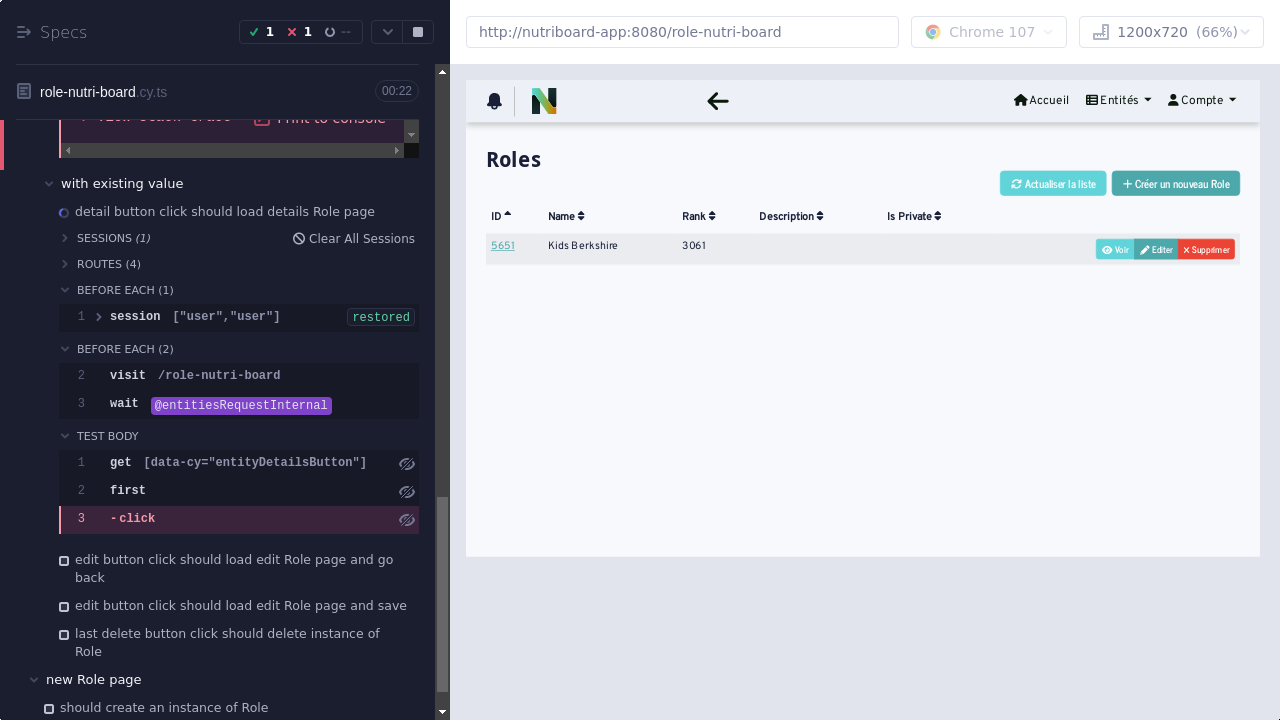 Specs
1
1
--
role-nutri-board.cy.ts
00:22
Print to console
with existing value
detail button click should load details Role page
SESSIONS (1)
Clear All Sessions
ROUTES (4)
BEFORE EACH (1)
1 session ["user","user"] restored
BEFORE EACH (2)
2 visit /role-nutri-board
3 wait @entitiesRequestInternal
TEST BODY
1 get [data-cy="entityDetailsButton"]
2 first
3 -click
edit button click should load edit Role page and go
back
edit button click should load edit Role page and save
last delete button click should delete instance of
Role
new Role page
should create an instance of Role
http://nutriboard-app:8080/role-nutri-board
Chrome 107
1200x720 (66%)
N
Accueil
Entités
Compte
Roles
Actualiser la liste
Créer un nouveau Role
ID Name Rank Description Is Private
5651 Kids Berkshire 3061 Voir Editer Supprimer